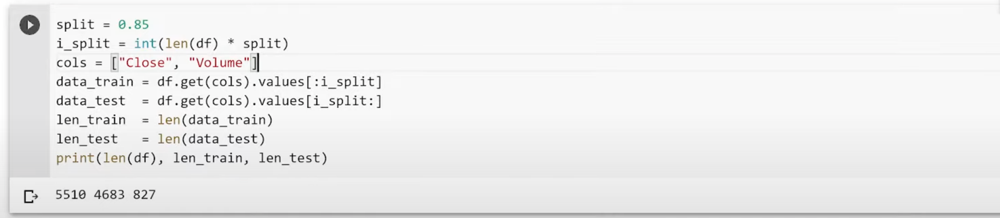 split = 0.85
i_split = int(len(df) * split)
cols = ["Close", "Volume"]
data_train = df.get(cols).values[:i_split]
data_test  = df.get(cols).values[i_split:]
len_train  = len(data_train)
len_test   = len(data_test)
print(len(df), len_train, len_test)
5510 4683 827